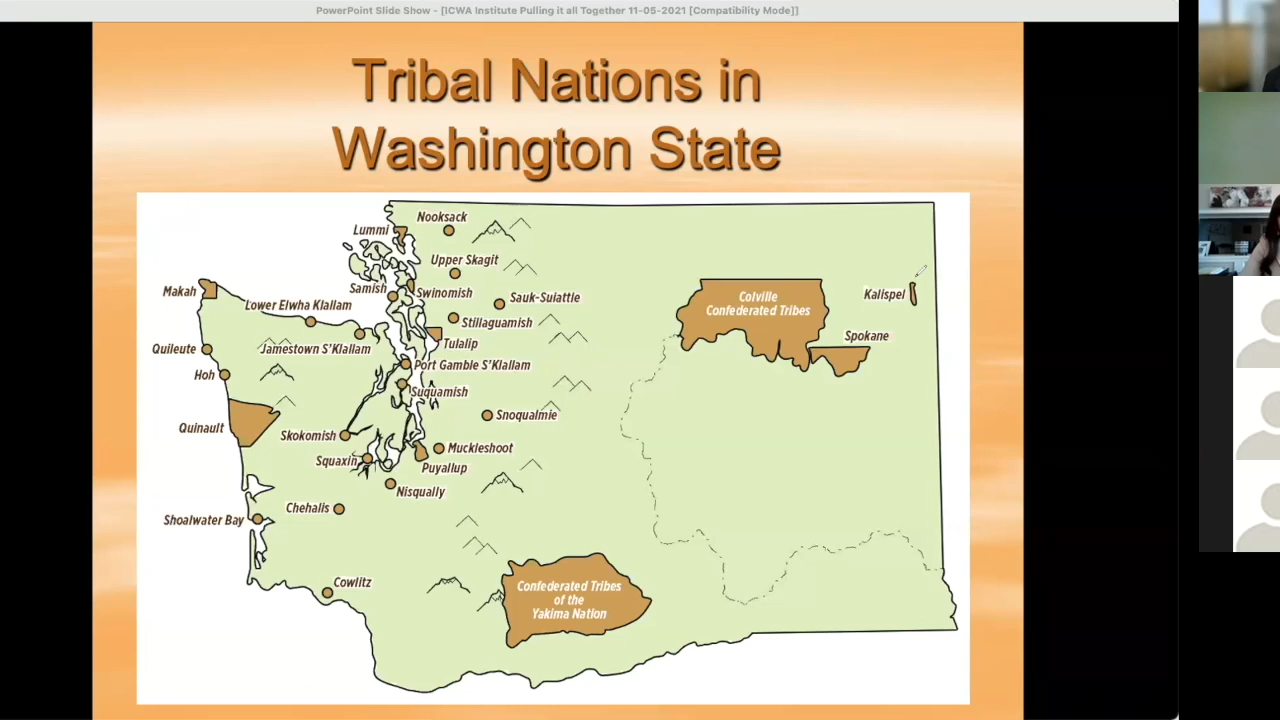 PowerPoint Slide Show - [ICWA Institute Pulling it all Together 11-05-2021 [Compatibility Mode]]
Tribal Nations in
Washington State
Nooksack
Lummi
Upper Skagit
Makah
Samish
Swinomish
Sauk-Suiattle
Lower Elwha Klallam
Stillaguamish
Quileute
Jamestown S'Klallam
Tulalip
Hoh
Port Gamble S'Klallam
Suquamish
Quinault
Skokomish
Snoqualmie
Squaxin
Muckleshoot
Puyallup
Nisqually
Chehalis
Shoalwater Bay
Cowlitz
Colville
Confederated Tribes
Kalispel
Spokane
Confederated Tribes
of the
Yakima Nation